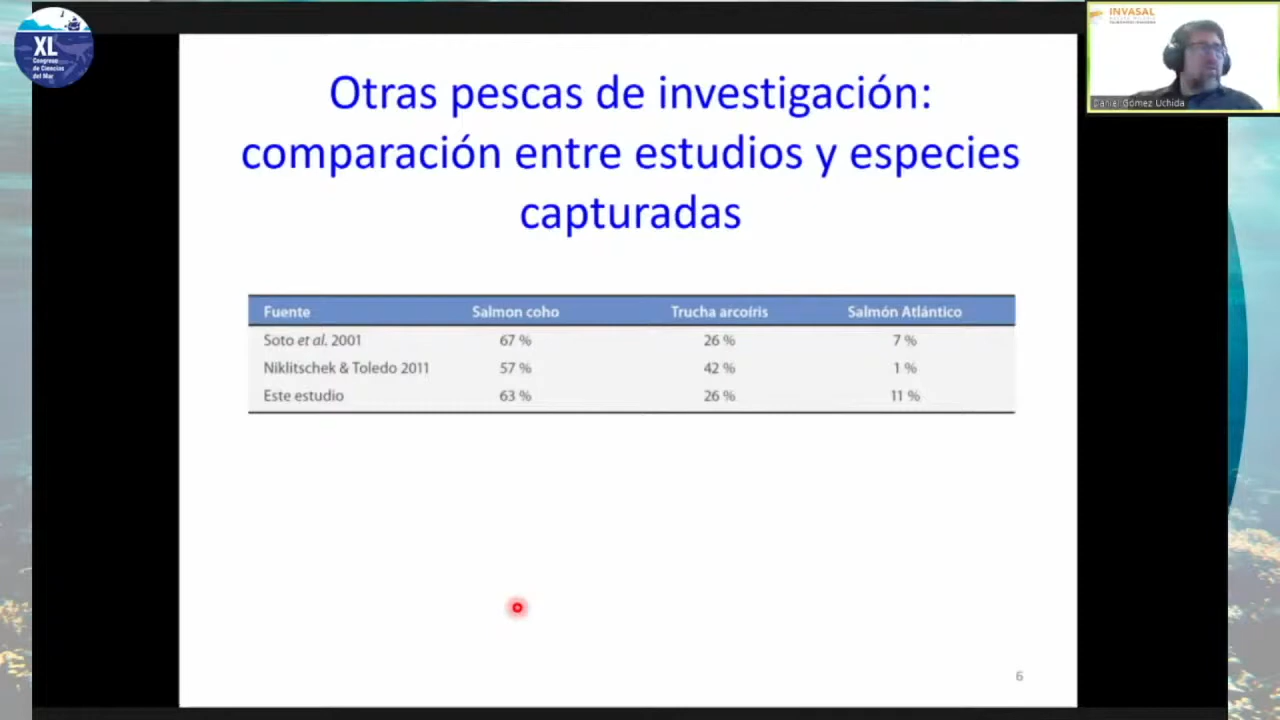 XL
Congreso
de Ciencias
del Mar
INVASAL
Daniel Gómez Uchida
Otras pescas de investigación:
comparación entre estudios y especies
capturadas
Fuente Salmon coho Trucha arcoíris Salmón Atlántico
Soto et al. 2001 67 % 26 % 7 %
Niklitschek & Toledo 2011 57 % 42 % 1 %
Este estudio 63 % 26 % 11 %
6